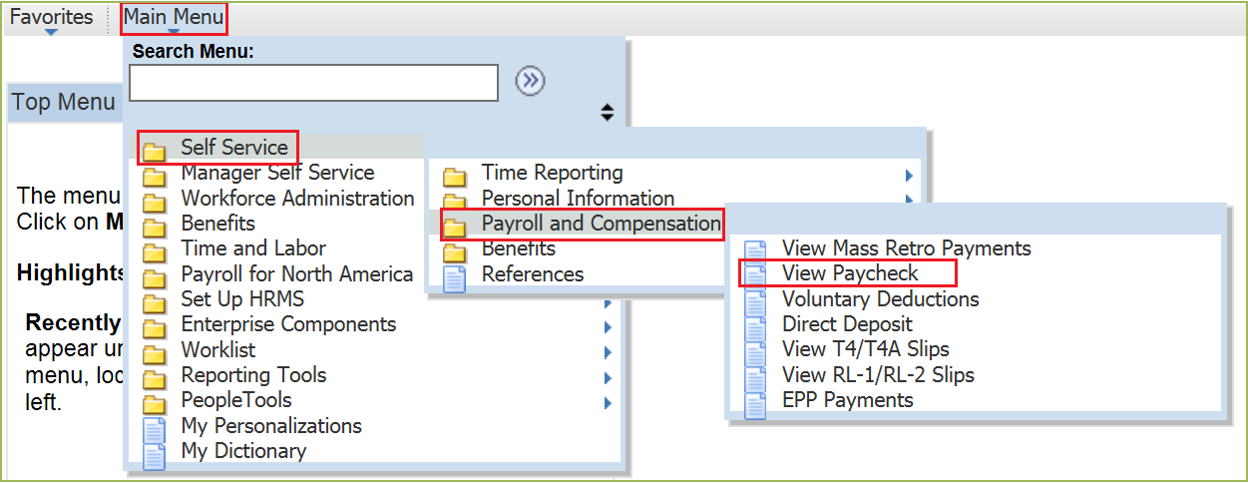 Favorites Main Menu
Search Menu:
Top Menu
The menu
Click on M
Highlights
Recently
appear un
menu, loc
left.
Self Service
Manager Self Service
Workforce Administration
Benefits
Time and Labor
Payroll for North America
Set Up HRMS
Enterprise Components
Worklist
Reporting Tools
PeopleTools
My Personalizations
My Dictionary
Time Reporting
Personal Information
Payroll and Compensation
Benefits
References
View Mass Retro Payments
View Paycheck
Voluntary Deductions
Direct Deposit
View T4/T4A Slips
View RL-1/RL-2 Slips
EPP Payments